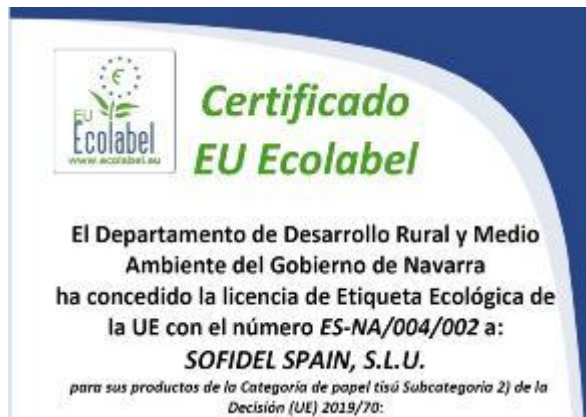 EU
Ecolabel
www.ecolabel.eu
Certificado
EU Ecolabel
El Departamento de Desarrollo Rural y Medio
Ambiente del Gobierno de Navarra
ha concedido la licencia de Etiqueta Ecológica de
la UE con el número ES-NA/004/002 a:
SOFIDEL SPAIN, S.L.U.
para sus productos de la Categoría de papel tisú Subcategoría 2) de la
Decisión (UE) 2019/70: